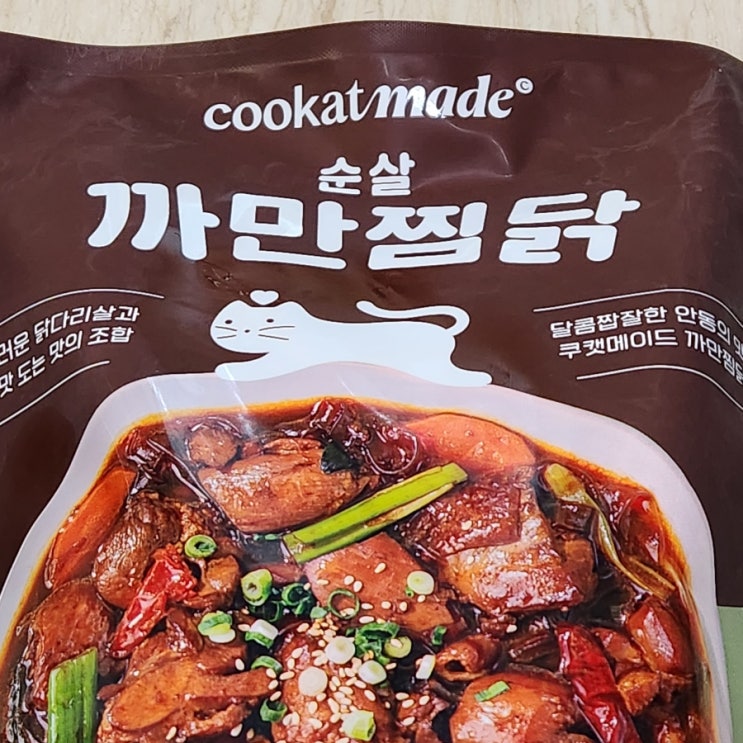 cookatmade©
순살
까만찜닭
닭다리살과
맛 도는 맛의 조합
달콤짭잘한 안동의
쿠캣메이드 까만찜닭